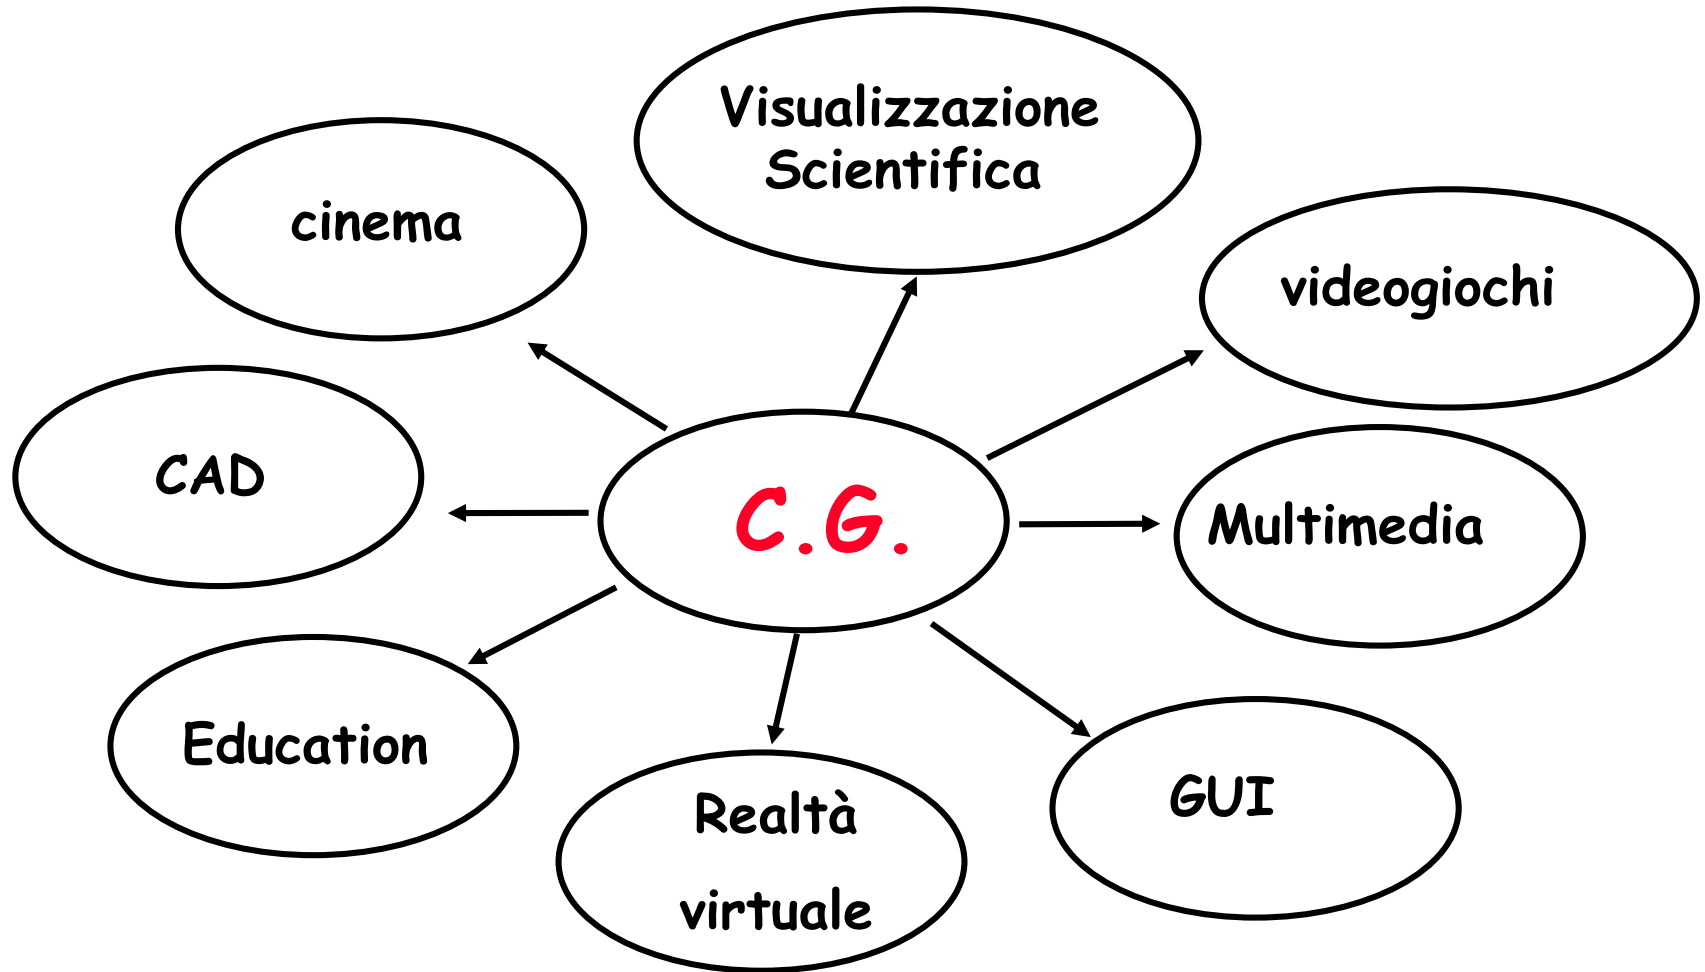 Visualizzazione
Scientifica
cinema
videogiochi
CAD
C.G.
Multimedia
Education
GUI
Realtà
virtuale